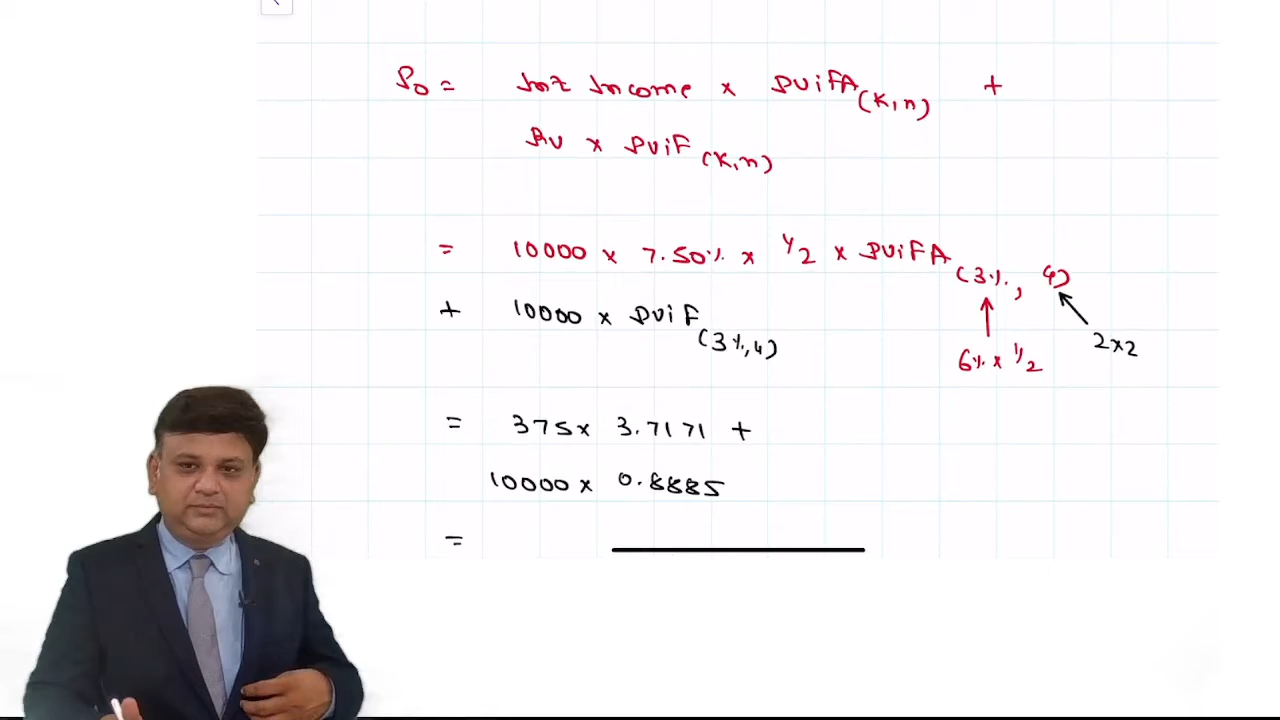 P0 = Int Income x PVIFA(K,n) +
RV x PVIF(K,n)
= 10000 x 7.50% x 1/2 x PVIFA(3%, 4)
+ 10000 x PVIF(3%,4)
6% x 1/2
2x2
= 375 x 3.7171 +
10000 x 0.8885
=